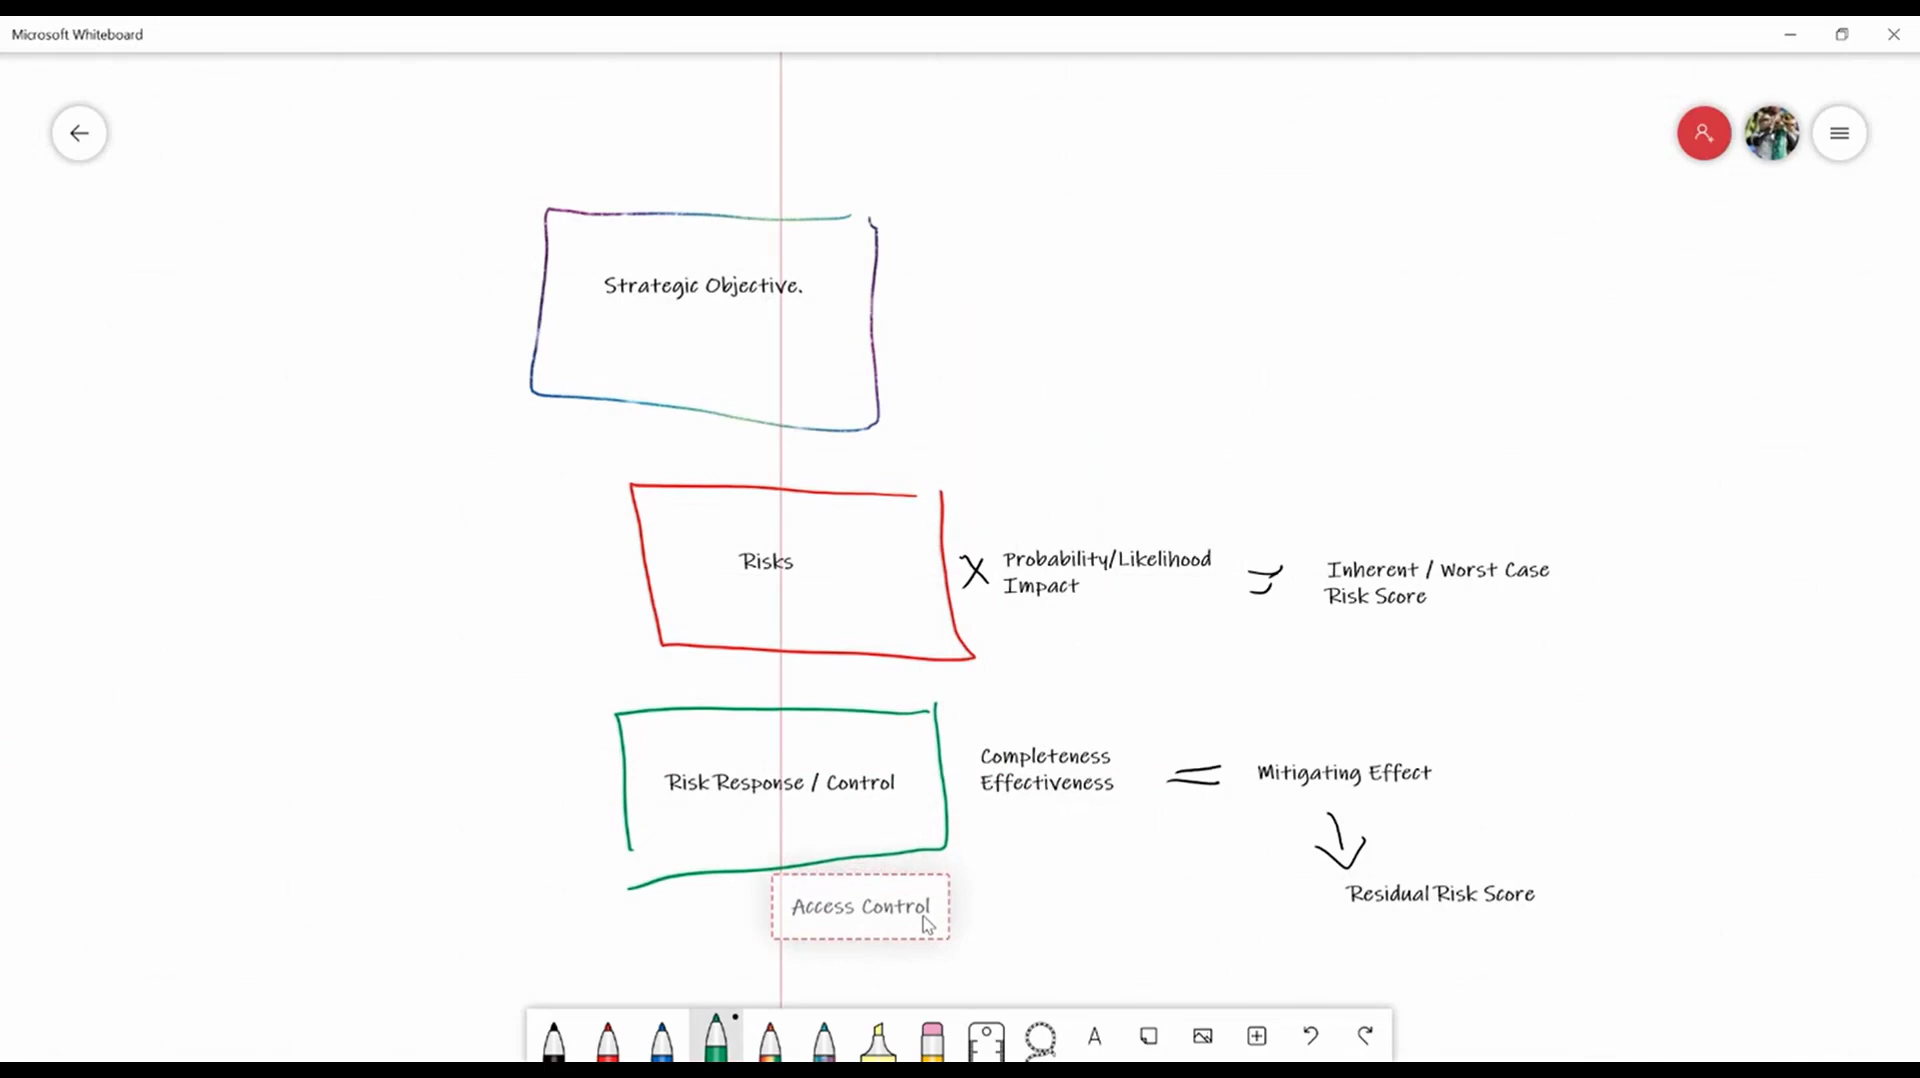 Microsoft Whiteboard
Strategic Objective.
Risks
X
Probability/Likelihood
Impact
=
Inherent / Worst Case
Risk Score
Risk Response / Control
Completeness
Effectiveness
=
Mitigating Effect
Residual Risk Score
Access Control
A